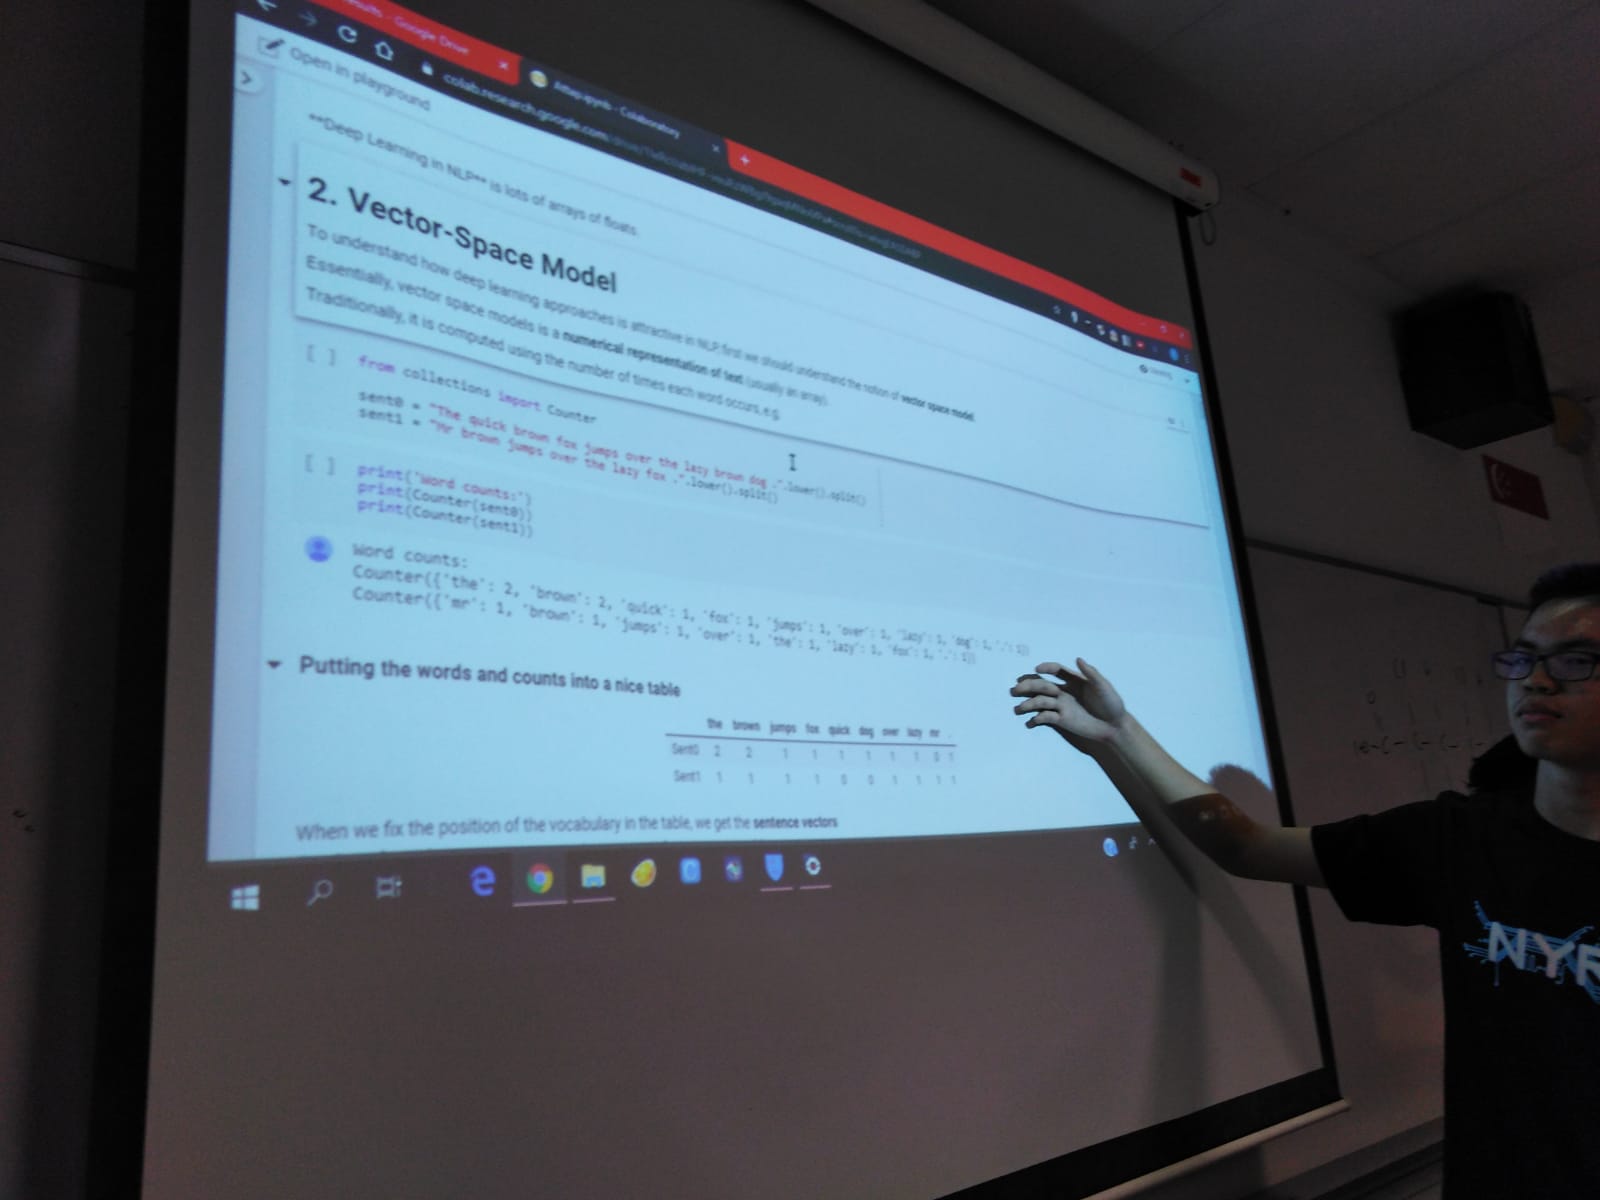 results - Google Drive
Colaboratory
colab.research.google.com
Open in playground
**Deep Learning in NLP** is lots of arrays of floats
2. Vector-Space Model
To understand how deep learning approaches is attractive in NLP, first we should understand the notion of vector space model.
Essentially, vector space models is a numerical representation of text (usually an array).
Traditionally, it is computed using the number of times each word occurs, e.g.
[ ] from collections import Counter
sent0 = "The quick brown fox jumps over the lazy brown dog .".lower().split()
sent1 = "Mr brown jumps over the lazy fox .".lower().split()
[ ] print('Word counts:')
print(Counter(sent0))
print(Counter(sent1))
Word counts:
Counter({'the': 2, 'brown': 2, 'quick': 1, 'fox': 1, 'jumps': 1, 'over': 1, 'lazy': 1, 'dog': 1, '.': 1})
Counter({'mr': 1, 'brown': 1, 'jumps': 1, 'over': 1, 'the': 1, 'lazy': 1, 'fox': 1, '.': 1})
Putting the words and counts into a nice table
the brown jumps fox quick dog over lazy mr .
Sent0 2 2 1 1 1 1 1 1 0 1
Sent1 1 1 1 1 0 0 1 1 1 1
When we fix the position of the vocabulary in the table, we get the sentence vectors
NYR